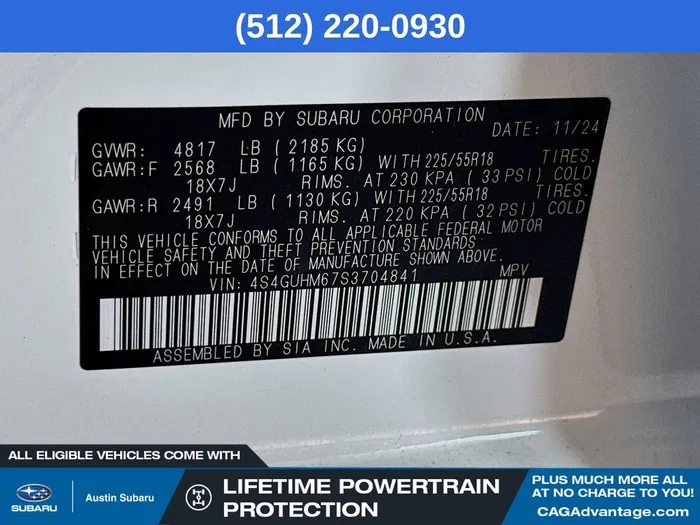 (512) 220-0930
MFD BY SUBARU CORPORATION
DATE: 11/24
GVWR: 4817 LB (2185 KG)
GAWR:F 2568 LB (1165 KG) WITH 225/55R18 TIRES.
18X7J RIMS. AT 230 KPA (33 PSI) COLD
GAWR:R 2491 LB (1130 KG) WITH 225/55R18 TIRES.
18X7J RIMS. AT 220 KPA (32 PSI) COLD
THIS VEHICLE CONFORMS TO ALL APPLICABLE FEDERAL MOTOR
VEHICLE SAFETY AND THEFT PREVENTION STANDARDS
IN EFFECT ON THE DATE OF MANUFACTURE SHOWN ABOVE.
VIN: 4S4GUHM67S3704841 MPV
ASSEMBLED BY SIA INC. MADE IN U.S.A.
ALL ELIGIBLE VEHICLES COME WITH
SUBARU
Austin Subaru
LIFETIME POWERTRAIN
PROTECTION
PLUS MUCH MORE ALL
AT NO CHARGE TO YOU!
CAGAdvantage.com